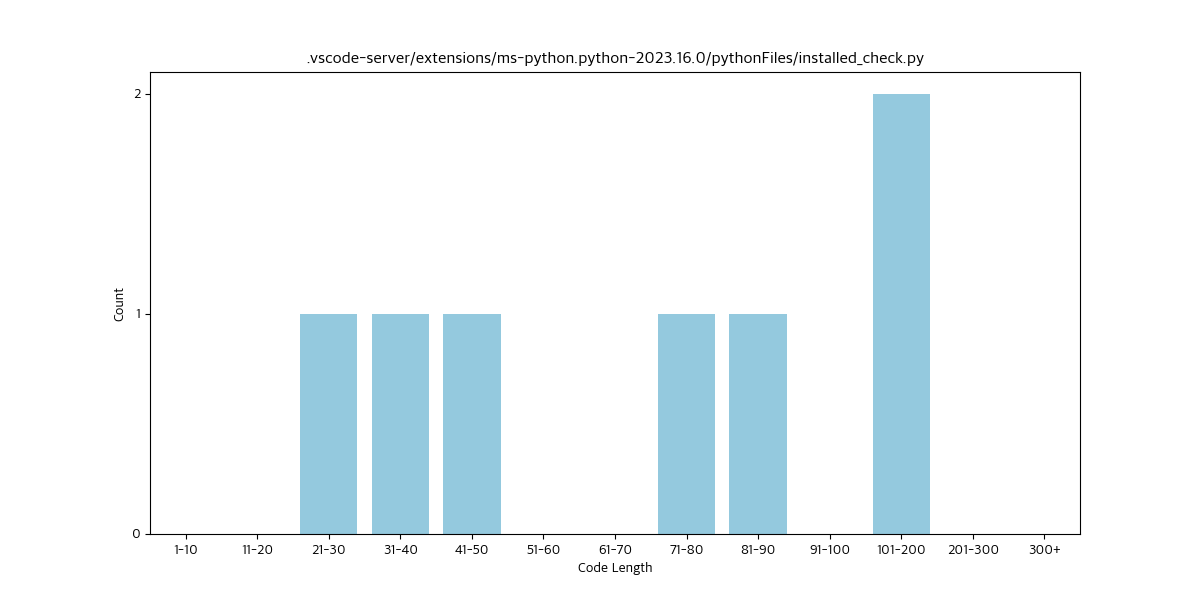 .vscode-server/extensions/ms-python.python-2023.16.0/pythonFiles/installed_check.py
2
1
0
Count
1-10 11-20 21-30 31-40 41-50 51-60 61-70 71-80 81-90 91-100 101-200 201-300 300+
Code Length